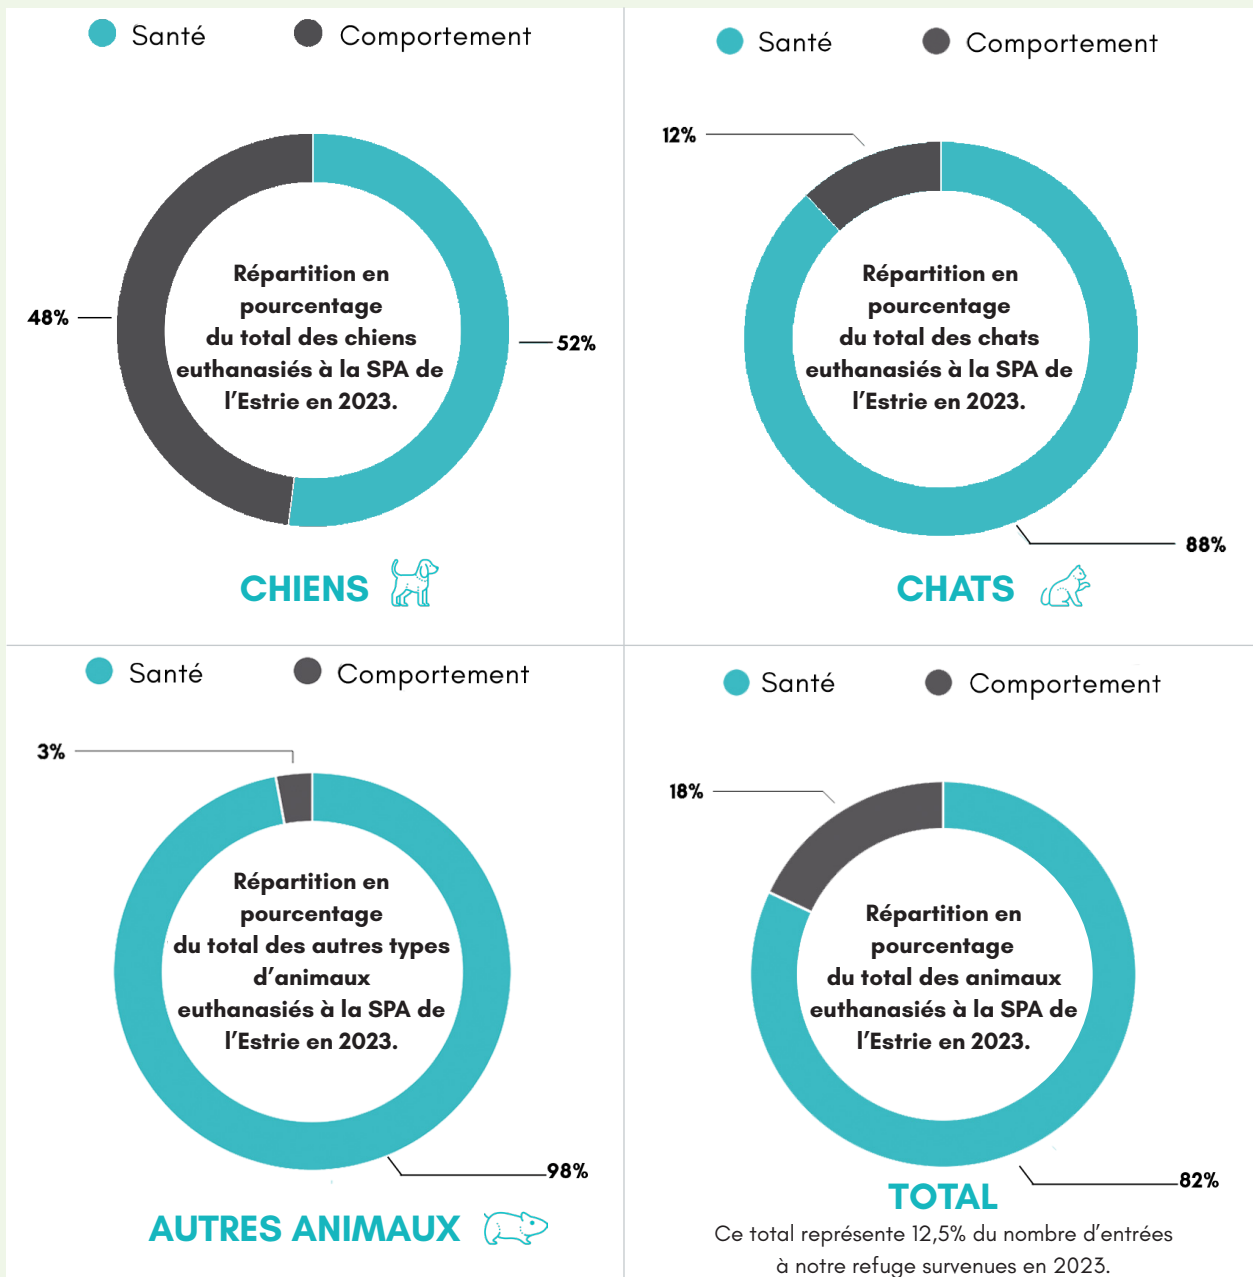 Santé
Comportement
48%
52%
Répartition en
pourcentage
du total des chiens
euthanasiés à la SPA de
l’Estrie en 2023.
CHIENS
Santé
Comportement
12%
88%
Répartition en
pourcentage
du total des chats
euthanasiés à la SPA de
l’Estrie en 2023.
CHATS
Santé
Comportement
3%
Répartition en
pourcentage
du total des autres types
d’animaux
euthanasiés à la SPA de
l’Estrie en 2023.
98%
AUTRES ANIMAUX
Santé
Comportement
18%
Répartition en
pourcentage
du total des animaux
euthanasiés à la SPA de
l’Estrie en 2023.
82%
TOTAL
Ce total représente 12,5% du nombre d’entrées
à notre refuge survenues en 2023.